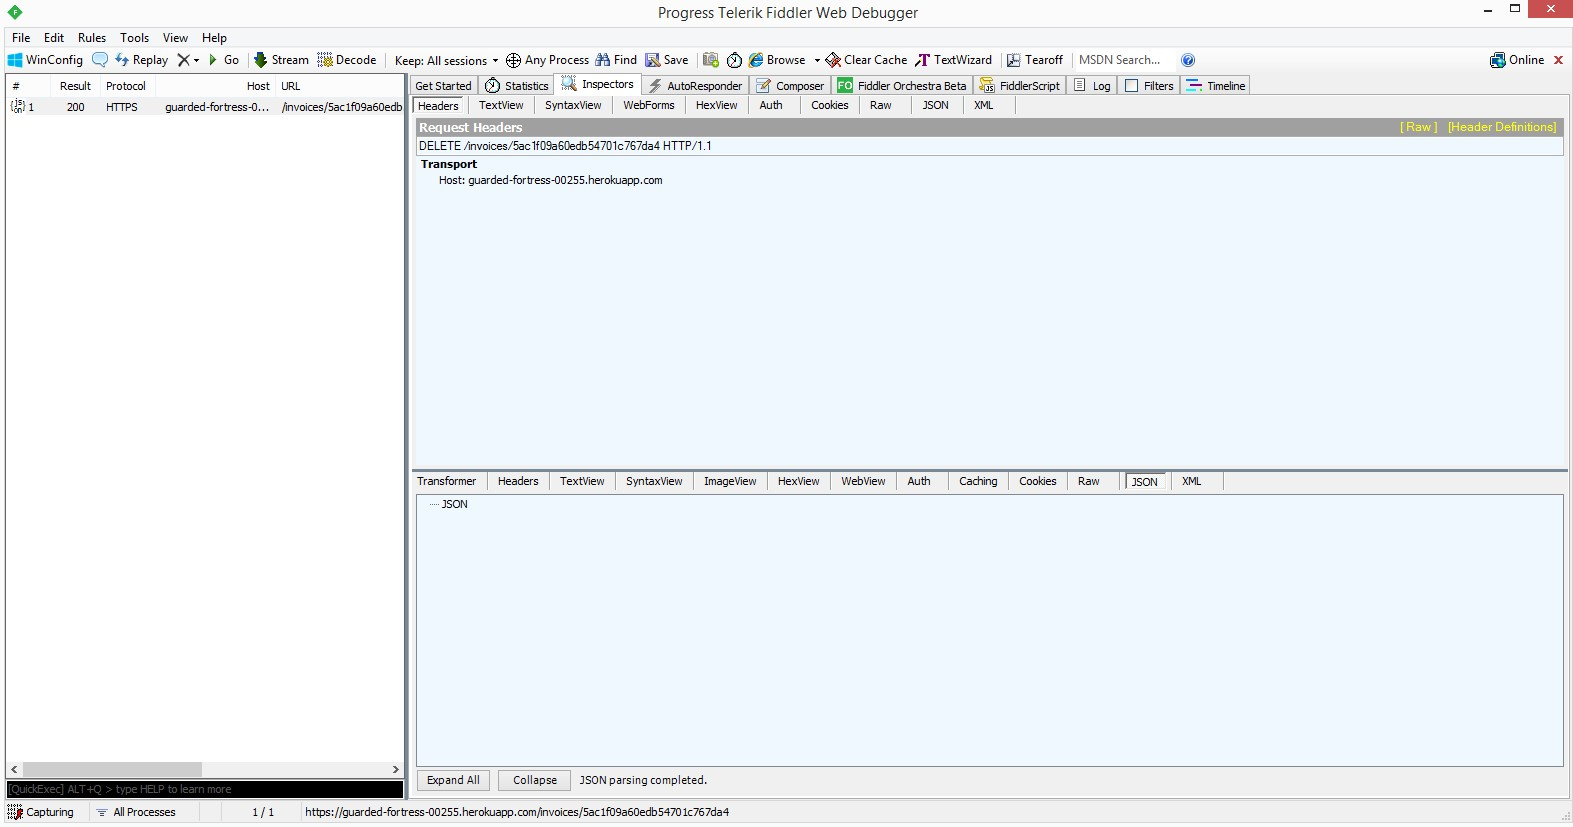 Progress Telerik Fiddler Web Debugger
File Edit Rules Tools View Help
WinConfig Replay Go Stream Decode Keep: All sessions Any Process Find Save Browse Clear Cache TextWizard Tearoff MSDN Search... Online
# Result Protocol Host URL
1 200 HTTPS guarded-fortress-0... /invoices/5ac1f09a60edb
Get Started Statistics Inspectors AutoResponder Composer FO Fiddler Orchestra Beta FiddlerScript Log Filters Timeline
Headers TextView SyntaxView WebForms HexView Auth Cookies Raw JSON XML
Request Headers [ Raw ] [Header Definitions]
DELETE /invoices/5ac1f09a60edb54701c767da4 HTTP/1.1
Transport
Host: guarded-fortress-00255.herokuapp.com
Transformer Headers TextView SyntaxView ImageView HexView WebView Auth Caching Cookies Raw JSON XML
JSON
Expand All Collapse JSON parsing completed.
[QuickExec] ALT+Q > type HELP to learn more
Capturing All Processes 1 / 1 https://guarded-fortress-00255.herokuapp.com/invoices/5ac1f09a60edb54701c767da4